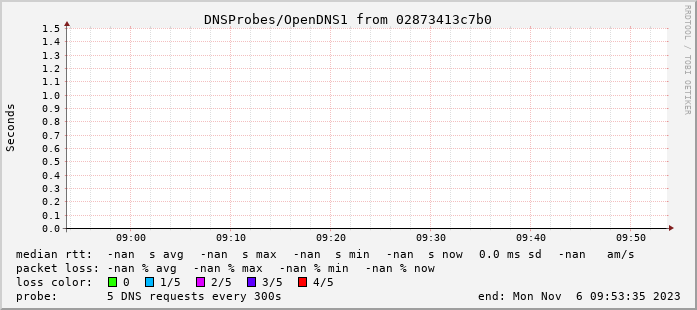 DNSProbes/OpenDNS1 from 02873413c7b0
RRDTOOL / TOBI OETIKER
Seconds
1.5
1.4
1.3
1.2
1.1
1.0
0.9
0.8
0.7
0.6
0.5
0.4
0.3
0.2
0.1
0.0
09:00 09:10 09:20 09:30 09:40 09:50
median rtt: -nan s avg -nan s max -nan s min -nan s now 0.0 ms sd -nan am/s
packet loss: -nan % avg -nan % max -nan % min -nan % now
loss color: 0 1/5 2/5 3/5 4/5
probe: 5 DNS requests every 300s end: Mon Nov 6 09:53:35 2023